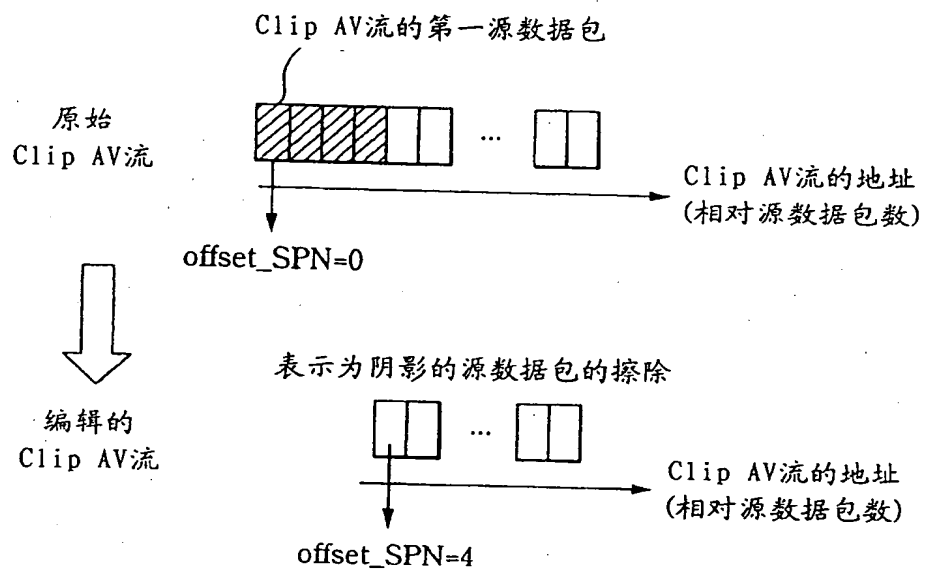 Clip AV流的第一源数据包
原始
Clip AV流
...
Clip AV流的地址
(相对源数据包数)
offset_SPN=0
表示为阴影的源数据包的擦除
编辑的
Clip AV流
...
Clip AV流的地址
(相对源数据包数)
offset_SPN=4